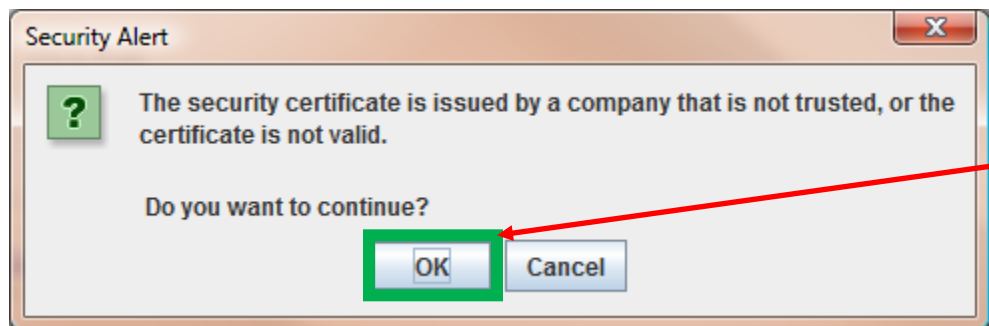 Security Alert
The security certificate is issued by a company that is not trusted, or the
certificate is not valid.
Do you want to continue?
OK Cancel